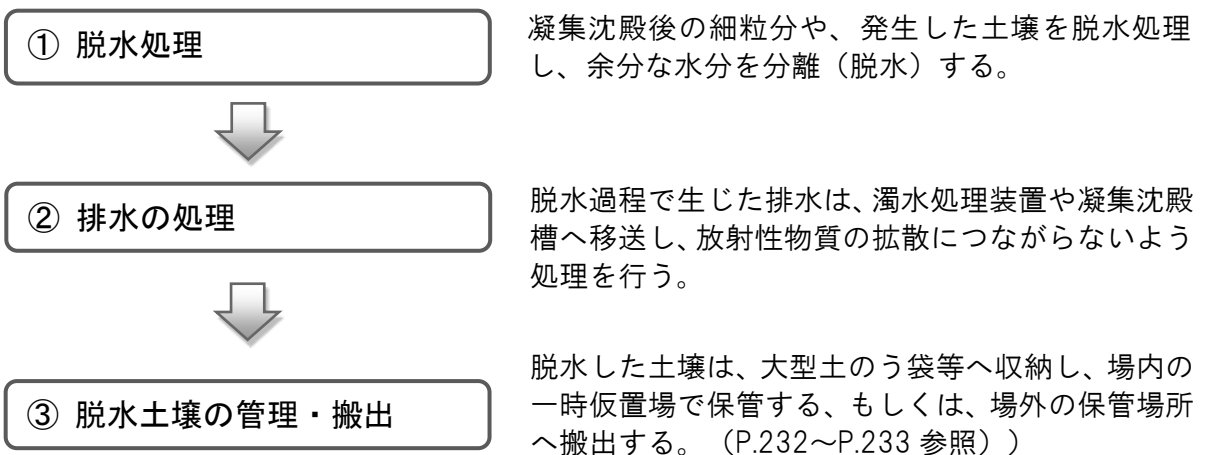 ① 脱水処理
凝集沈殿後の細粒分や、発生した土壌を脱水処理
し、余分な水分を分離（脱水）する。
② 排水の処理
脱水過程で生じた排水は、濁水処理装置や凝集沈殿
槽へ移送し、放射性物質の拡散につながらないよう
処理を行う。
③ 脱水土壌の管理・搬出
脱水した土壌は、大型土のう袋等へ収納し、場内の
一時仮置場で保管する、もしくは、場外の保管場所
へ搬出する。（P.232～P.233 参照））